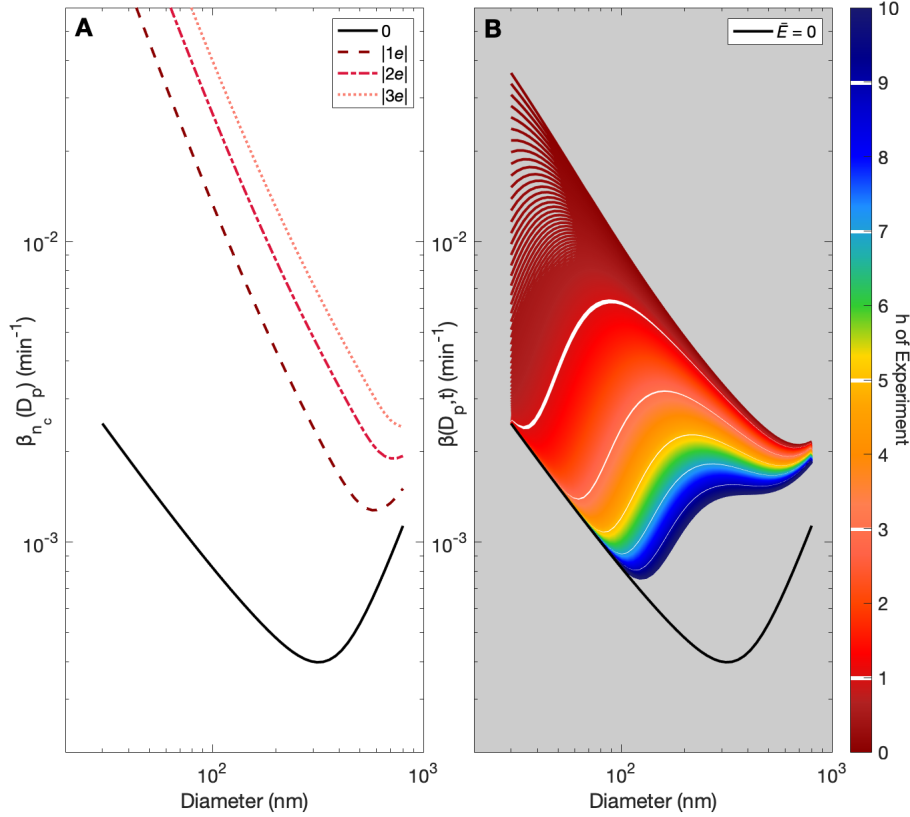 A
0
|1e|
|2e|
|3e|
10⁻²
10⁻³
10²
10³
β_{n_c} (D_p) (min⁻¹)
Diameter (nm)
B
Ē = 0
10⁻²
10⁻³
10²
10³
β(D_p,t) (min⁻¹)
Diameter (nm)
10
9
8
7
6
5
4
3
2
1
0
h of Experiment